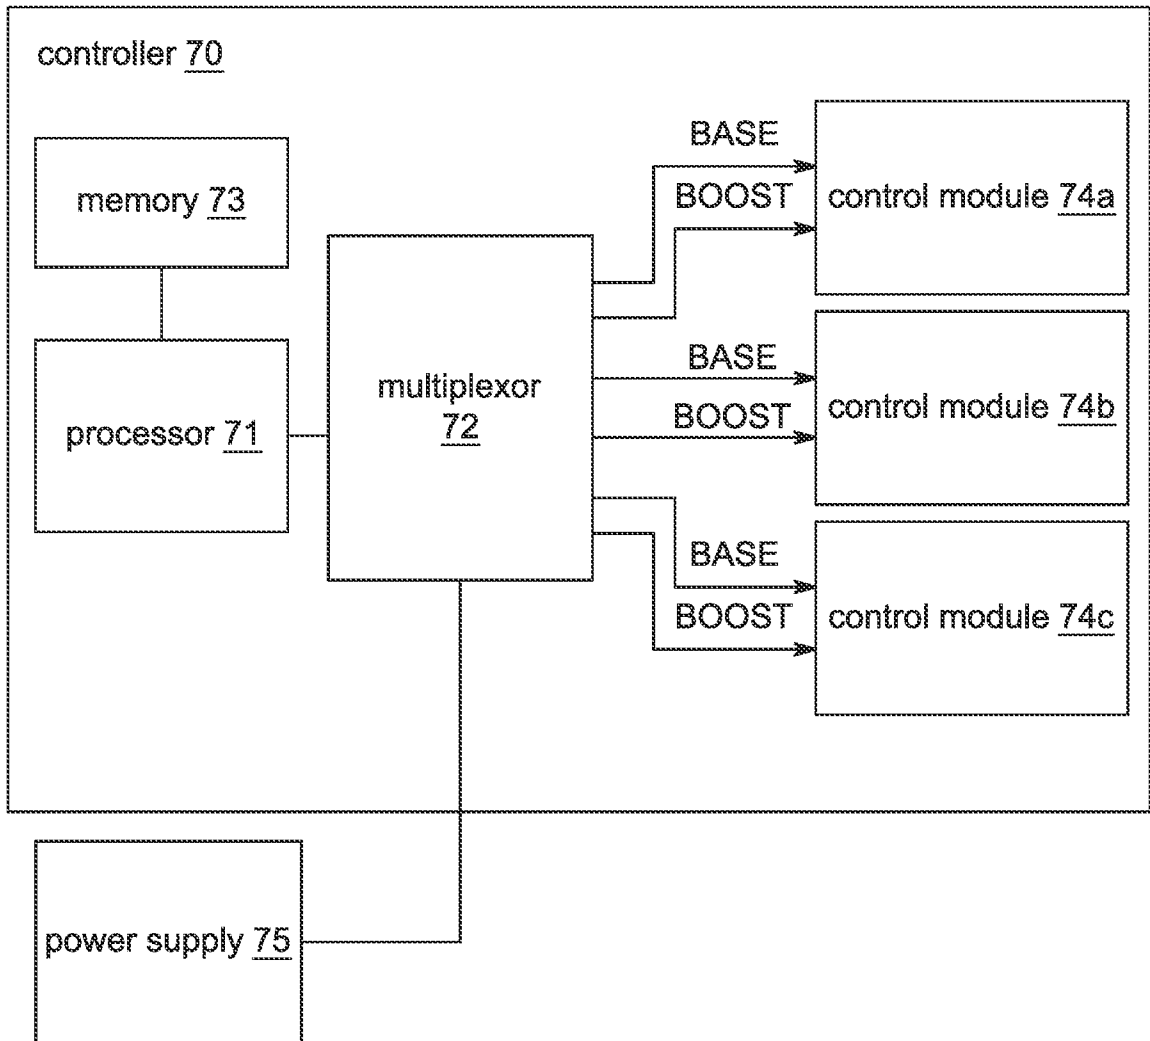 controller 70
memory 73
processor 71
multiplexor
72
BASE
BOOST
control module 74a
BASE
BOOST
control module 74b
BASE
BOOST
control module 74c
power supply 75